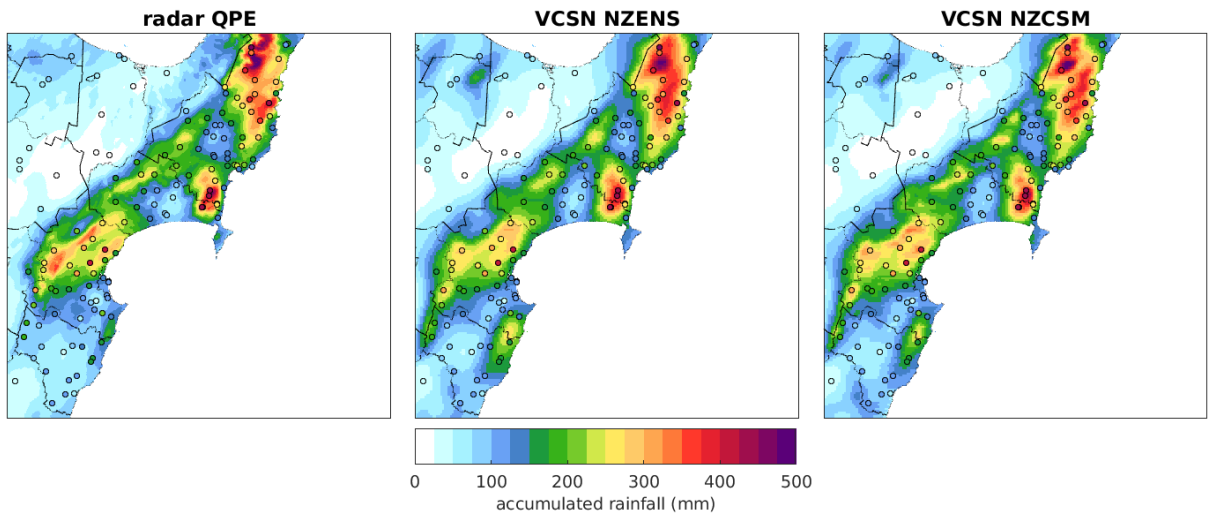 radar QPE
VCSN NZENS
VCSN NZCSM
0 100 200 300 400 500
accumulated rainfall (mm)